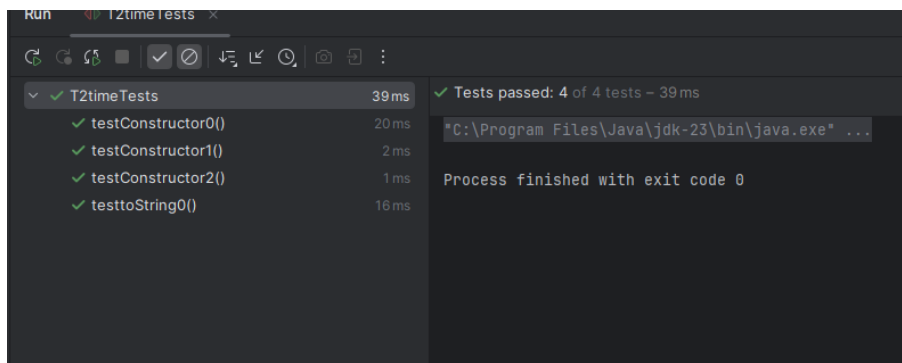 Run T2timeTests
T2timeTests 39 ms
testConstructor0() 20 ms
testConstructor1() 2 ms
testConstructor2() 1 ms
testtoString0() 16 ms
Tests passed: 4 of 4 tests – 39 ms
"C:\Program Files\Java\jdk-23\bin\java.exe" ...
Process finished with exit code 0